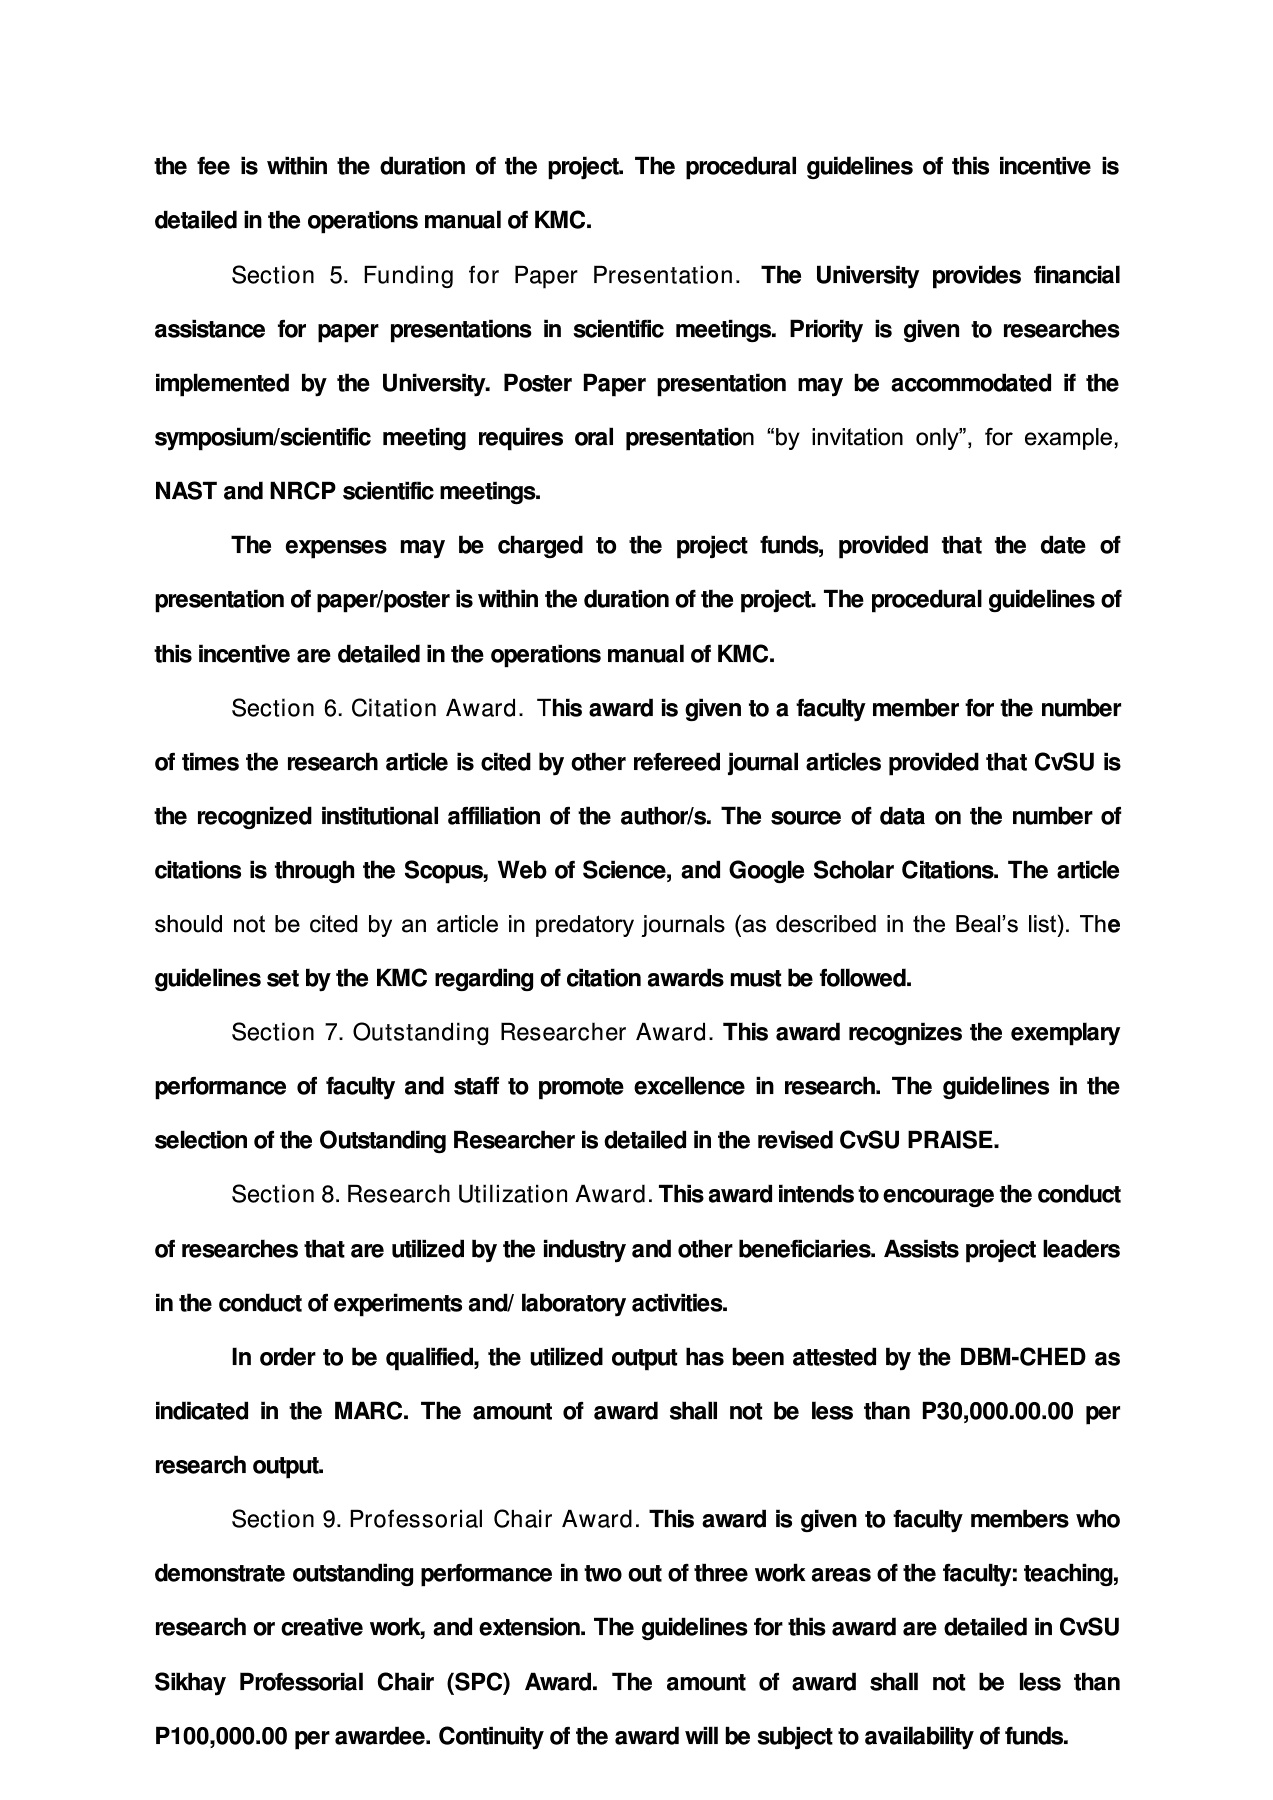 the fee is within the duration of the project. The procedural guidelines of this incentive is
detailed in the operations manual of KMC.
Section 5. Funding for Paper Presentation. The University provides financial
assistance for paper presentations in scientific meetings. Priority is given to researches
implemented by the University. Poster Paper presentation may be accommodated if the
symposium/scientific meeting requires oral presentation “by invitation only”, for example,
NAST and NRCP scientific meetings.
The expenses may be charged to the project funds, provided that the date of
presentation of paper/poster is within the duration of the project. The procedural guidelines of
this incentive are detailed in the operations manual of KMC.
Section 6. Citation Award. This award is given to a faculty member for the number
of times the research article is cited by other refereed journal articles provided that CvSU is
the recognized institutional affiliation of the author/s. The source of data on the number of
citations is through the Scopus, Web of Science, and Google Scholar Citations. The article
should not be cited by an article in predatory journals (as described in the Beal’s list). The
guidelines set by the KMC regarding of citation awards must be followed.
Section 7. Outstanding Researcher Award. This award recognizes the exemplary
performance of faculty and staff to promote excellence in research. The guidelines in the
selection of the Outstanding Researcher is detailed in the revised CvSU PRAISE.
Section 8. Research Utilization Award. This award intends to encourage the conduct
of researches that are utilized by the industry and other beneficiaries. Assists project leaders
in the conduct of experiments and/ laboratory activities.
In order to be qualified, the utilized output has been attested by the DBM-CHED as
indicated in the MARC. The amount of award shall not be less than P30,000.00.00 per
research output.
Section 9. Professorial Chair Award. This award is given to faculty members who
demonstrate outstanding performance in two out of three work areas of the faculty: teaching,
research or creative work, and extension. The guidelines for this award are detailed in CvSU
Sikhay Professorial Chair (SPC) Award. The amount of award shall not be less than
P100,000.00 per awardee. Continuity of the award will be subject to availability of funds.